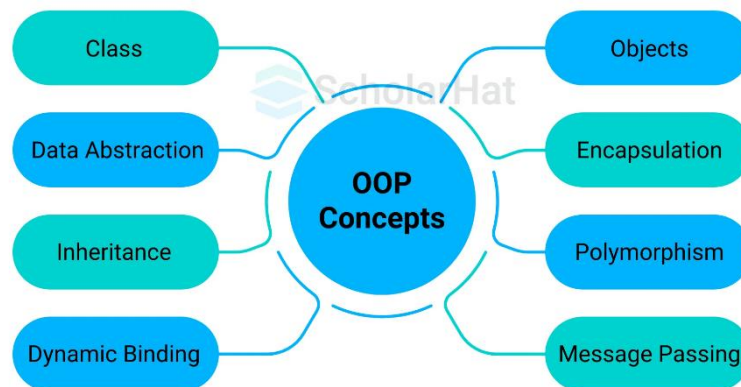 Class
Objects
ScholarHat
Data Abstraction
Encapsulation
OOP
Concepts
Inheritance
Polymorphism
Dynamic Binding
Message Passing